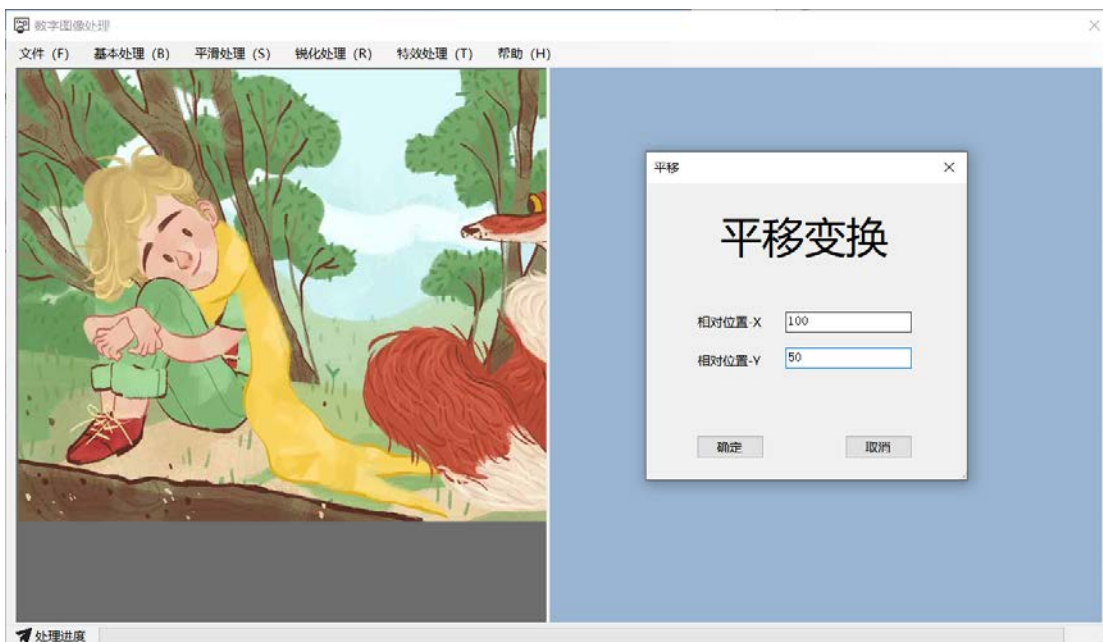 数字图像处理
文件 (F) 基本处理 (B) 平滑处理 (S) 锐化处理 (R) 特效处理 (T) 帮助 (H)
平移
平移变换
相对位置-X 100
相对位置-Y 50
确定 取消
处理进度